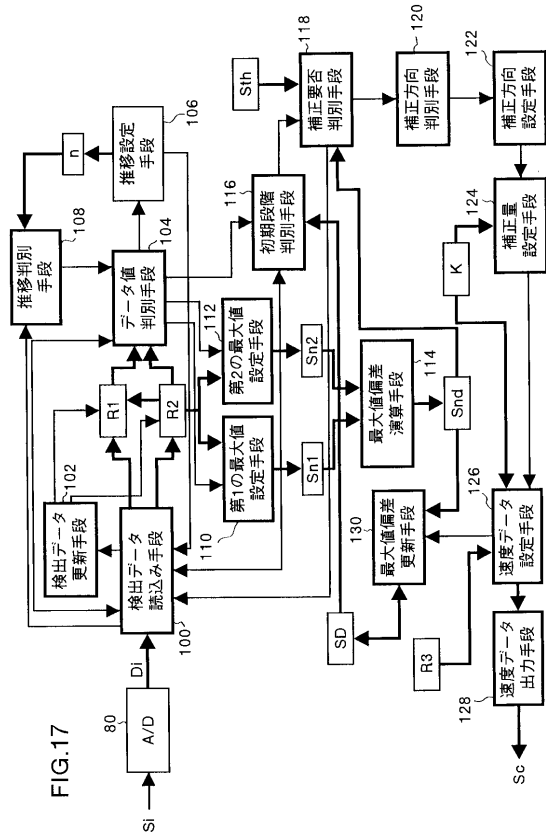 FIG.17
Si
80
A/D
Di
検出データ
読込み手段
100
検出データ
更新手段
102
R1
R2
データ値
判別手段
104
推移設定
手段
106
n
推移判別
手段
108
第1の最大値
設定手段
110
第2の最大値
設定手段
112
Sn1
Sn2
最大値偏差
演算手段
114
Snd
初期段階
判別手段
116
Sth
補正要否
判別手段
118
補正方向
判別手段
120
補正方向
設定手段
122
補正量
設定手段
124
K
速度データ
設定手段
126
速度データ
出力手段
128
最大値偏差
更新手段
130
SD
R3
Sc